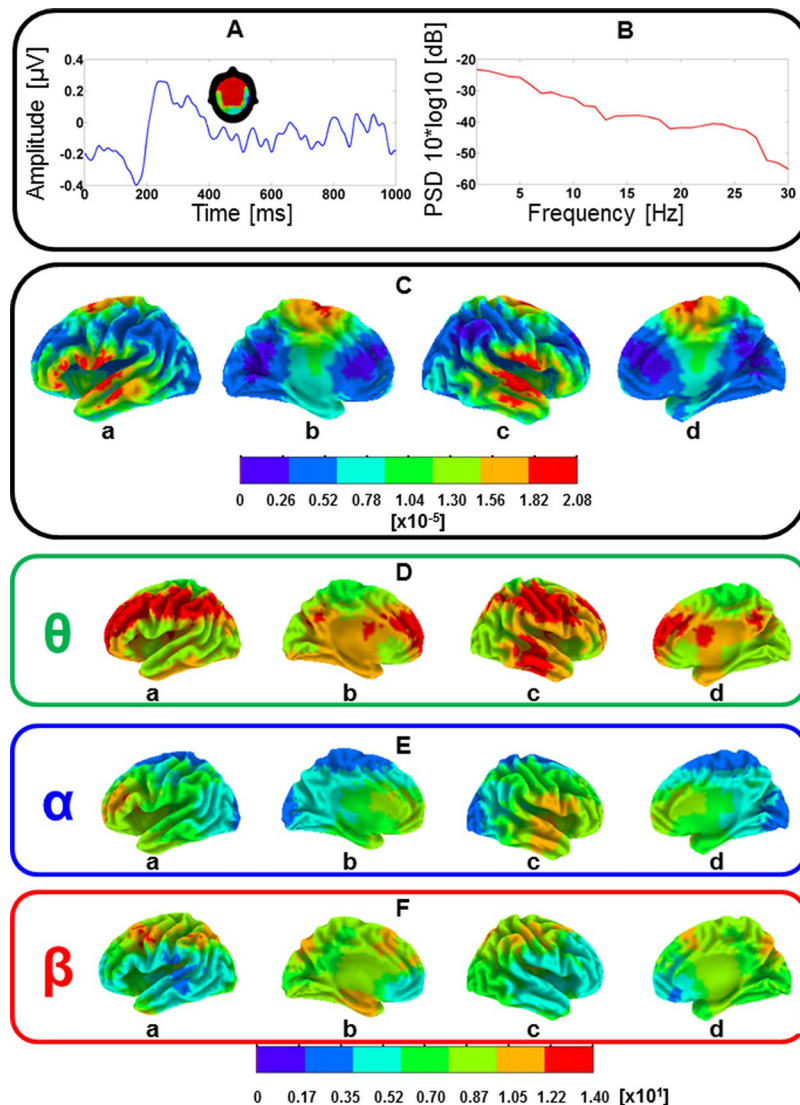 A
Amplitude [µV]
0.4
0.2
0
-0.2
-0.4
0 200 400 600 800 1000
Time [ms]
B
PSD 10*log10 [dB]
-20
-30
-40
-50
-60
5 10 15 20 25 30
Frequency [Hz]
C
a b c d
0 0.26 0.52 0.78 1.04 1.30 1.56 1.82 2.08
[x10⁻⁵]
D
θ
a b c d
E
α
a b c d
F
β
a b c d
0 0.17 0.35 0.52 0.70 0.87 1.05 1.22 1.40 [x10¹]